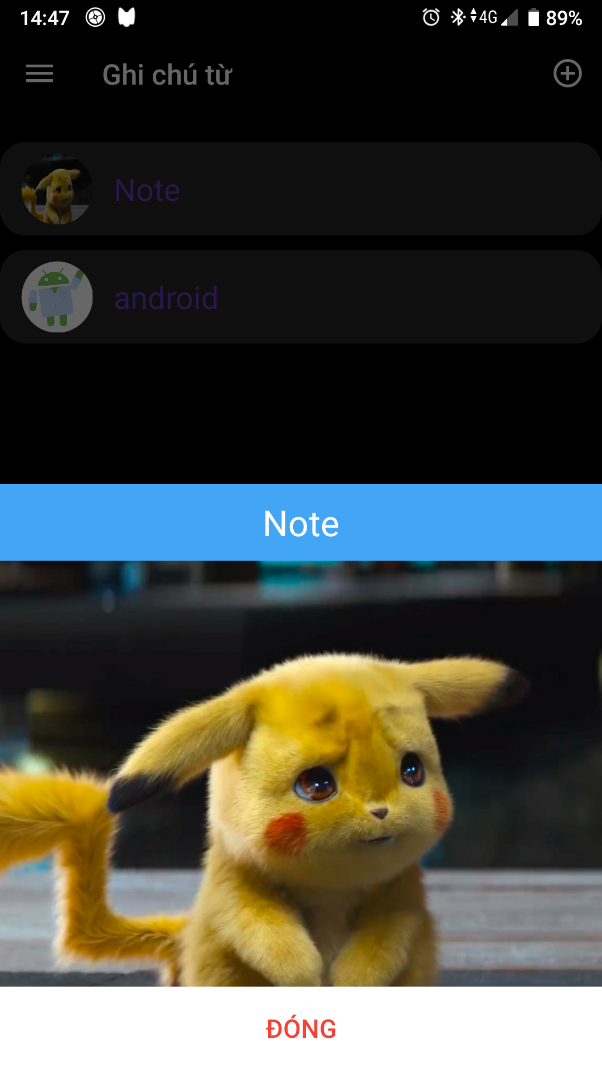 14:47 4G 89%
Ghi chú từ
Note
android
Note
ĐÓNG